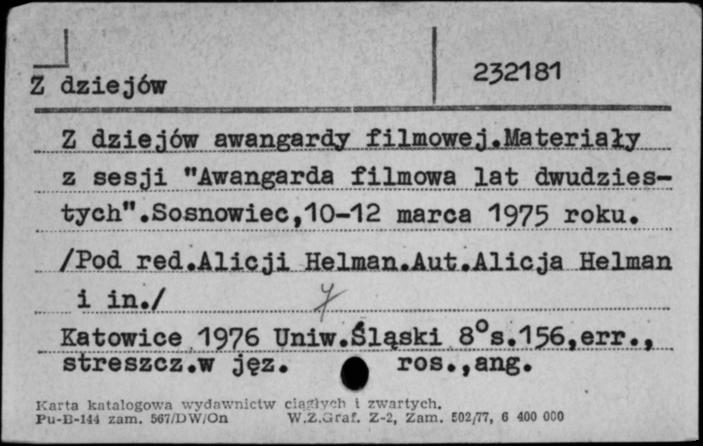 Z dziejów 232181
Z dziejów awangardy filmowej.Materiały
z sesji "Awangarda filmowa lat dwudzies-
tych".Sosnowiec,10-12 marca 1975 roku.
/Pod red.Alicji Helman.Aut.Alicja Helman
i in./
Katowice 1976 Uniw.Śląski 8°s.156,err.,
streszcz.w jęz. ros.,ang.
Karta katalogowa wydawnictw ciągłych i zwartych.
Pu-B-144 zam. 567/DW/On W.Z.Graf. Z-2, Zam. 502/77, 6 400 000